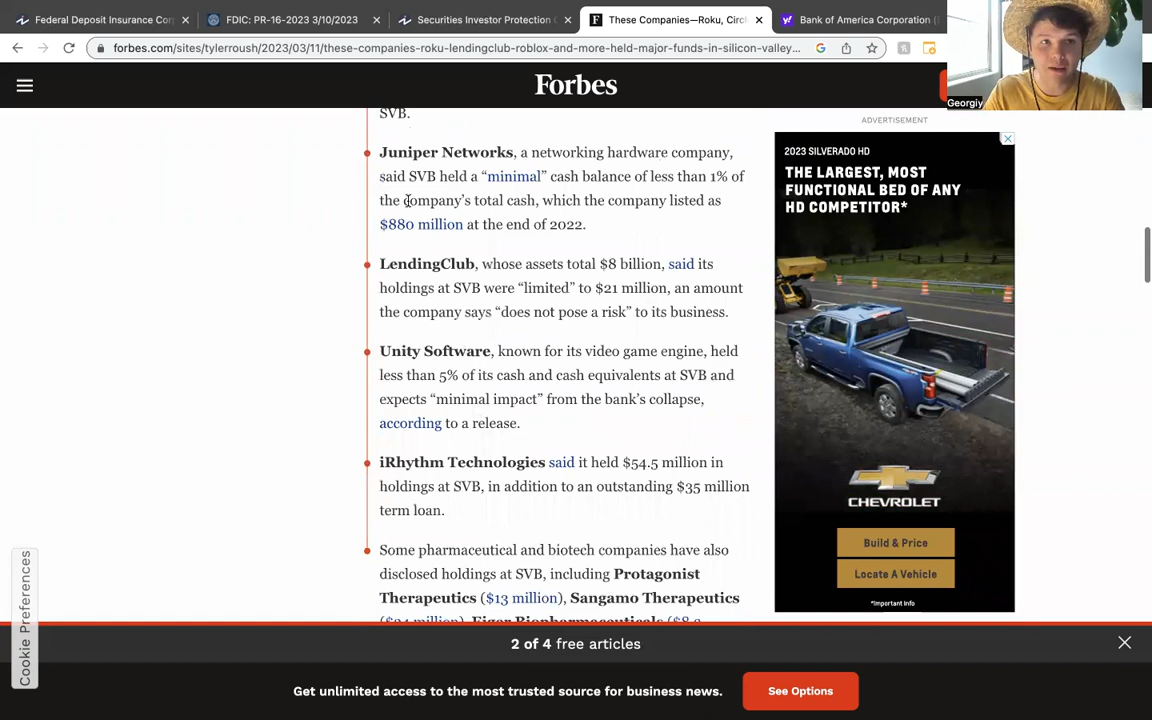 Federal Deposit Insurance Cor
FDIC: PR-16-2023 3/10/2023
Securities Investor Protection
These Companies—Roku, Circ
Bank of America Corporation (
forbes.com/sites/tylerroush/2023/03/11/these-companies-roku-lendingclub-roblox-and-more-held-major-funds-in-silicon-valley...
Georgiy
Forbes
ADVERTISEMENT
SVB.
Juniper Networks, a networking hardware company,
said SVB held a “minimal” cash balance of less than 1% of
the company’s total cash, which the company listed as
$880 million at the end of 2022.
LendingClub, whose assets total $8 billion, said its
holdings at SVB were “limited” to $21 million, an amount
the company says “does not pose a risk” to its business.
Unity Software, known for its video game engine, held
less than 5% of its cash and cash equivalents at SVB and
expects “minimal impact” from the bank’s collapse,
according to a release.
iRhythm Technologies said it held $54.5 million in
holdings at SVB, in addition to an outstanding $35 million
term loan.
Some pharmaceutical and biotech companies have also
disclosed holdings at SVB, including Protagonist
Therapeutics ($13 million), Sangamo Therapeutics
($34 million), Eiger Biopharmaceuticals ($8.2
2023 SILVERADO HD
THE LARGEST, MOST
FUNCTIONAL BED OF ANY
HD COMPETITOR*
CHEVROLET
Build & Price
Locate A Vehicle
*Important Info
Cookie Preferences
2 of 4 free articles
Get unlimited access to the most trusted source for business news.
See Options